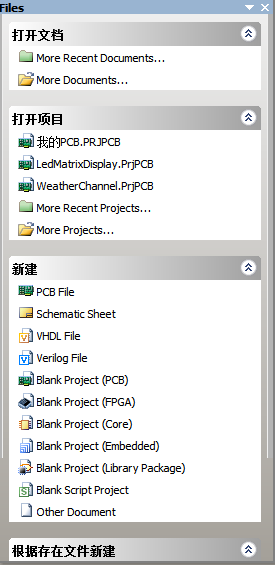 Files
打开文档
More Recent Documents...
More Documents...
打开项目
我的PCB.PRJPCB
LedMatrixDisplay.PrjPCB
WeatherChannel.PrjPCB
More Recent Projects...
More Projects...
新建
PCB File
Schematic Sheet
VHDL File
Verilog File
Blank Project (PCB)
Blank Project (FPGA)
Blank Project (Core)
Blank Project (Embedded)
Blank Project (Library Package)
Blank Script Project
Other Document
根据存在文件新建